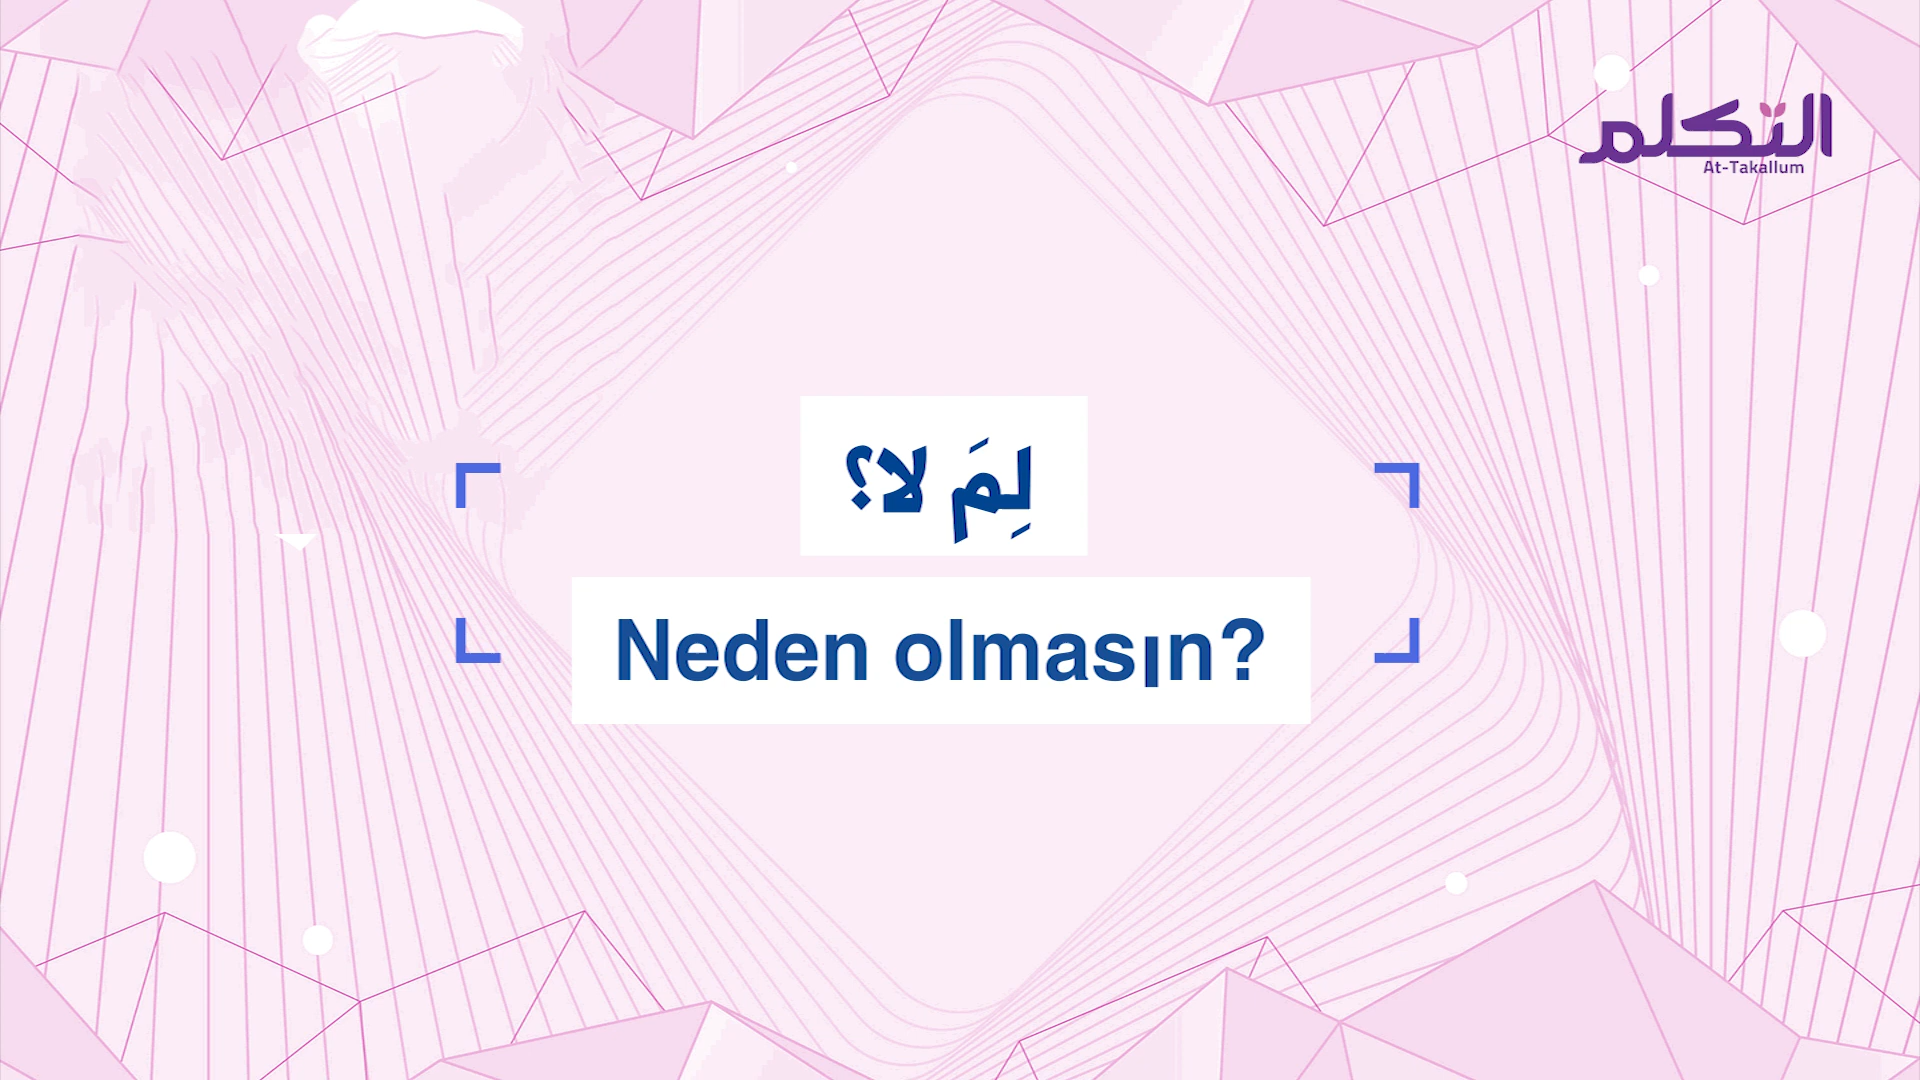 التكلم
At-Takallum
لِمَ لا؟
Neden olmasın?